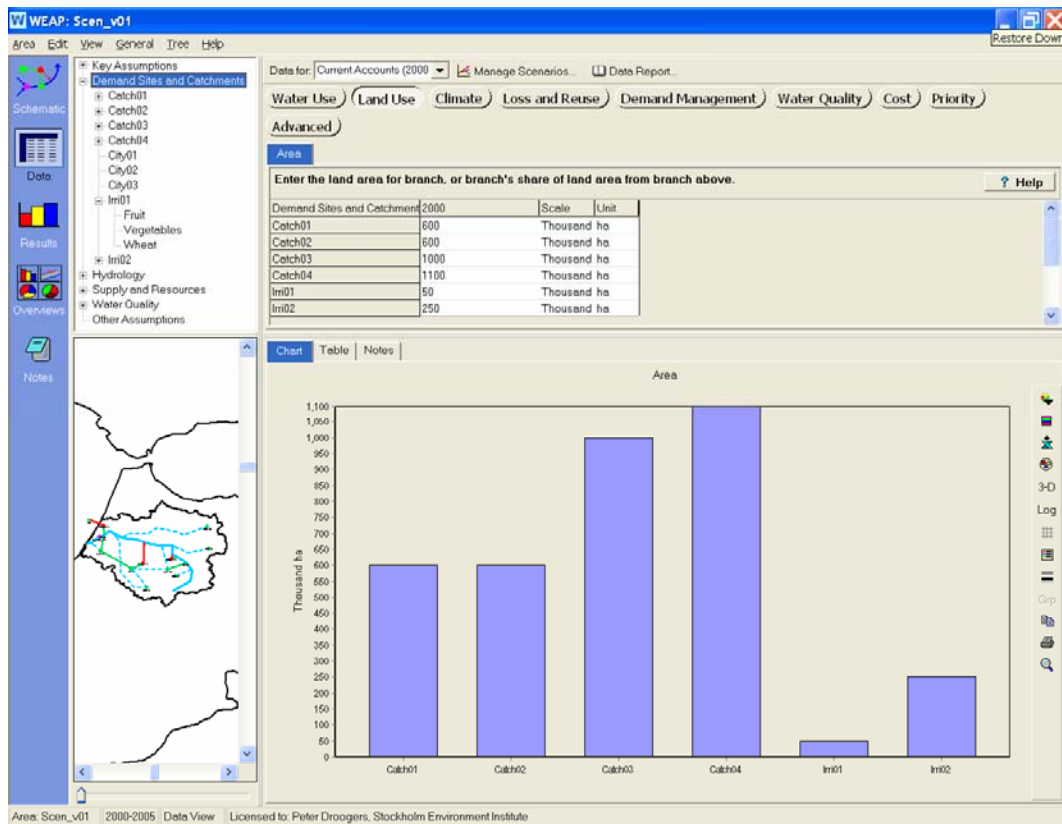 WEAP: Scen_v01
Restore Down
Area Edit View General Tree Help
Schematic
Data
Results
Overviews
Notes
Key Assumptions
Demand Sites and Catchments
Catch01
Catch02
Catch03
Catch04
City01
City02
City03
Irri01
Fruit
Vegetables
Wheat
Irri02
Hydrology
Supply and Resources
Water Quality
Other Assumptions
Data for: Current Accounts (2000 Manage Scenarios... Data Report...
Water Use Land Use Climate Loss and Reuse Demand Management Water Quality Cost Priority
Advanced
Area
Enter the land area for branch, or branch's share of land area from branch above.
? Help
Demand Sites and Catchment 2000 Scale Unit
Catch01 600 Thousand ha
Catch02 600 Thousand ha
Catch03 1000 Thousand ha
Catch04 1100 Thousand ha
Irri01 50 Thousand ha
Irri02 250 Thousand ha
Chart Table Notes
Area
1,100
1,050
1,000
950
900
850
800
750
700
650
600
550
500
450
400
350
300
250
200
150
100
50
0
Thousand ha
Catch01 Catch02 Catch03 Catch04 Irri01 Irri02
3-D
Log
Grp
Area: Scen_v01 2000-2005 Data View Licensed to: Peter Droogers, Stockholm Environment Institute